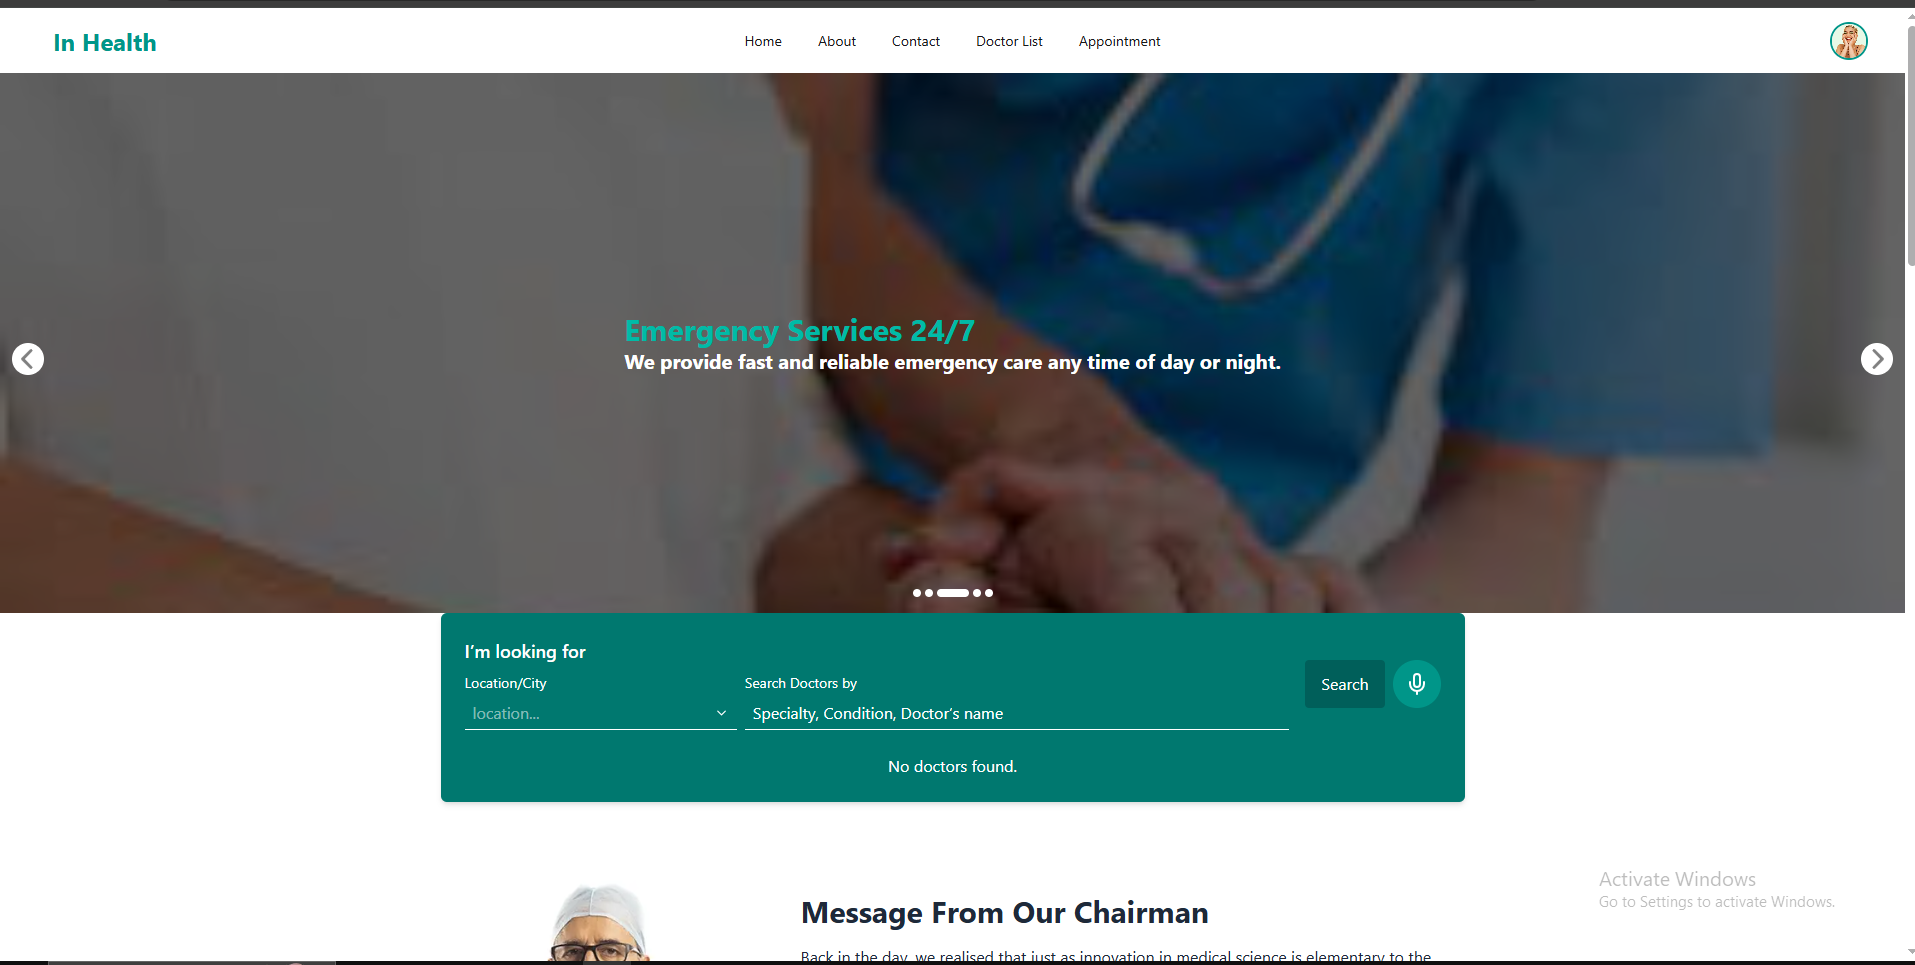 In Health
Home About Contact Doctor List Appointment
Emergency Services 24/7
We provide fast and reliable emergency care any time of day or night.
I’m looking for
Location/City
Search Doctors by
location...
Specialty, Condition, Doctor’s name
Search
No doctors found.
Message From Our Chairman
Back in the day, we realised that just as innovation in medical science is elementary to the
Activate Windows
Go to Settings to activate Windows.